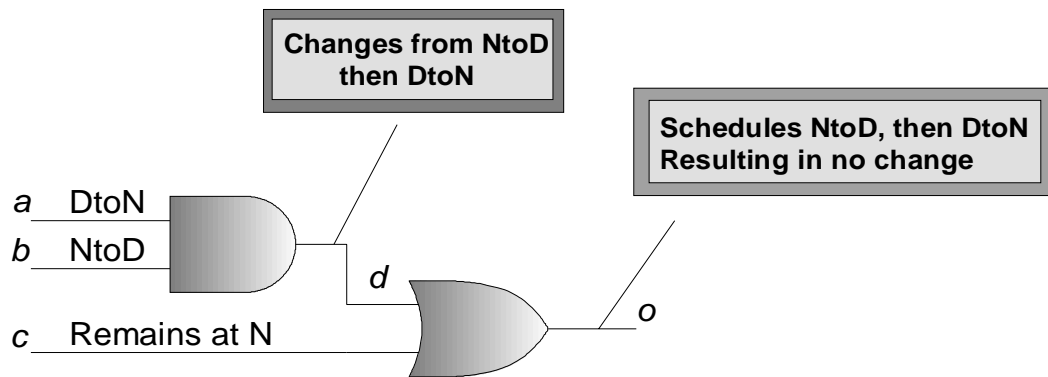 Changes from NtoD
then DtoN
Schedules NtoD, then DtoN
Resulting in no change
a DtoN
b NtoD
d
o
c Remains at N